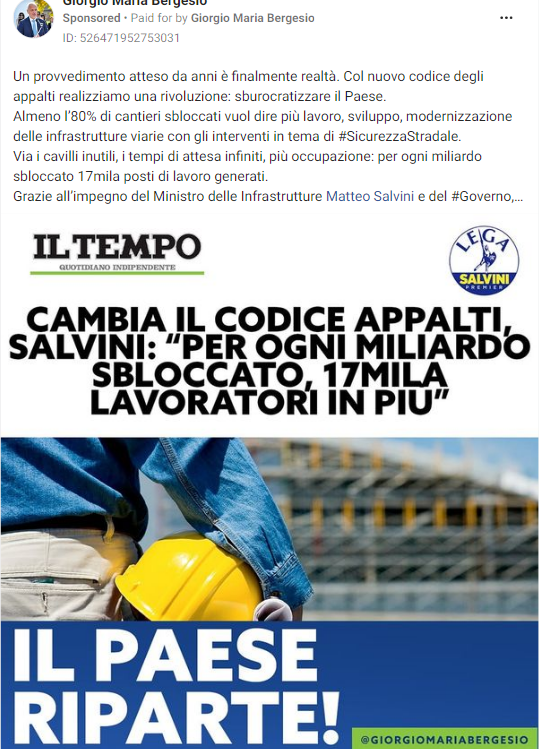 Giorgio Maria Bergesio
Sponsored • Paid for by Giorgio Maria Bergesio
ID: 526471952753031
Un provvedimento atteso da anni è finalmente realtà. Col nuovo codice degli
appalti realizziamo una rivoluzione: sburocratizzare il Paese.
Almeno l'80% di cantieri sbloccati vuol dire più lavoro, sviluppo, modernizzazione
delle infrastrutture viarie con gli interventi in tema di #SicurezzaStradale.
Via i cavilli inutili, i tempi di attesa infiniti, più occupazione: per ogni miliardo
sbloccato 17mila posti di lavoro generati.
Grazie all'impegno del Ministro delle Infrastrutture Matteo Salvini e del #Governo,...
IL TEMPO
QUOTIDIANO INDIPENDENTE
LEGA
SALVINI
PREMIER
CAMBIA IL CODICE APPALTI,
SALVINI: “PER OGNI MILIARDO
SBLOCCATO, 17MILA
LAVORATORI IN PIU”
IL PAESE
RIPARTE!
@GIORGIOMARIABERGESIO